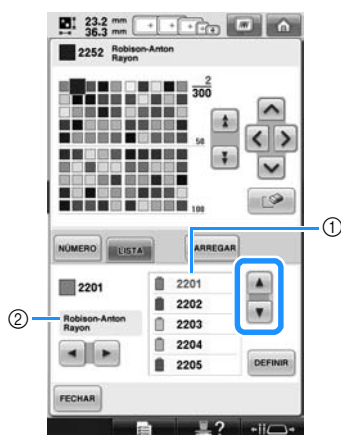 23.2 mm
36.3 mm
2252 Robison-Anton
Rayon
2
300
50
100
NÚMERO
LISTA
ARREGAR
①
2201
2201
2202
②
Robison-Anton
Rayon
2203
2204
2205
DEFINIR
FECHAR